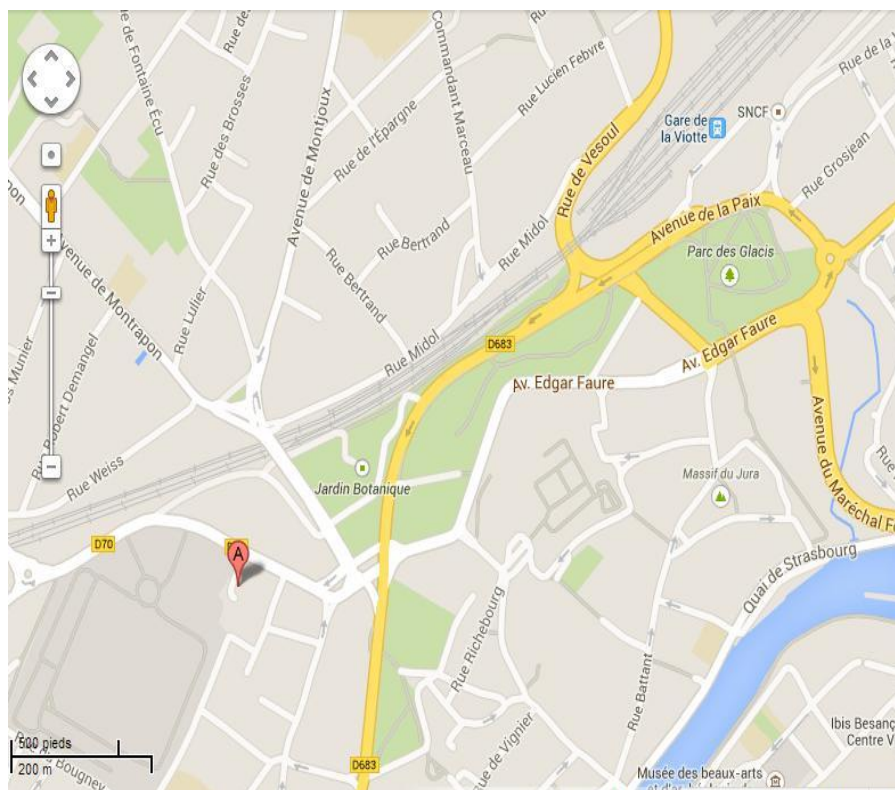 Rue de Fontaine Écu
Rue des Brosses
Avenue de Montjoux
Rue de l'Épargne
Commandant Marceau
Rue Lucien Febvre
Rue de Vesoul
Gare de
la Viotte
SNCF
Rue de la
Rue Grosjean
Avenue de la Paix
Parc des Glacis
Avenue de Montrapon
Rue Lulier
Rue Bertrand
Rue Bertrand
Rue Midol
Rue Midol
D683
Av. Edgar Faure
Av. Edgar Faure
Rue Robert Demangel
Munier
Rue Weiss
Jardin Botanique
Massif du Jura
Avenue du Maréchal F
D70
A
Quai de Strasbourg
Rue Richebourg
Rue Battant
de Vignier
D683
500 pieds
200 m
Bougney
Ibis Besanç
Centre V
Musée des beaux-arts